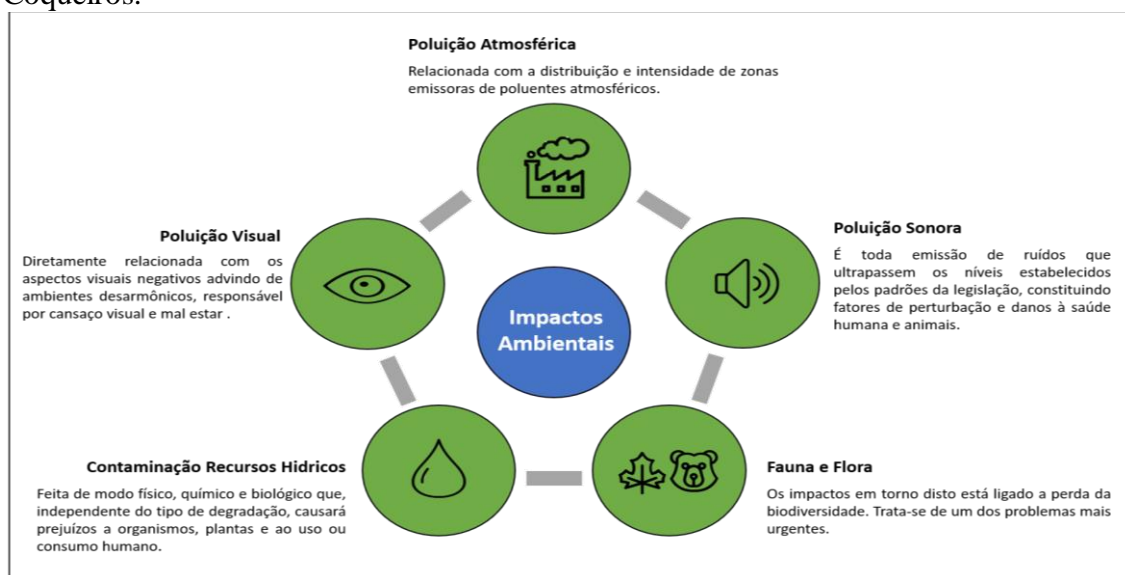 Coqueiros.
Poluição Atmosférica
Relacionada com a distribuição e intensidade de zonas
emissoras de poluentes atmosféricos.
Poluição Visual
Diretamente relacionada com os
aspectos visuais negativos advindo de
ambientes desarmônicos, responsável
por cansaço visual e mal estar .
Poluição Sonora
É toda emissão de ruídos que
ultrapassem os níveis estabelecidos
pelos padrões da legislação, constituindo
fatores de perturbação e danos à saúde
humana e animais.
Impactos
Ambientais
Contaminação Recursos Hidricos
Feita de modo físico, químico e biológico que,
independente do tipo de degradação, causará
prejuízos a organismos, plantas e ao uso ou
consumo humano.
Fauna e Flora
Os impactos em torno disto está ligado a perda da
biodiversidade. Trata-se de um dos problemas mais
urgentes.